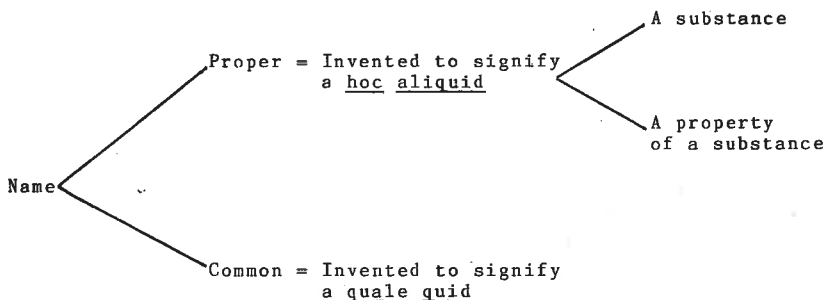 A substance
Proper = Invented to signify
a hoc aliquid
A property
of a substance
Name
Common = Invented to signify
a quale quid